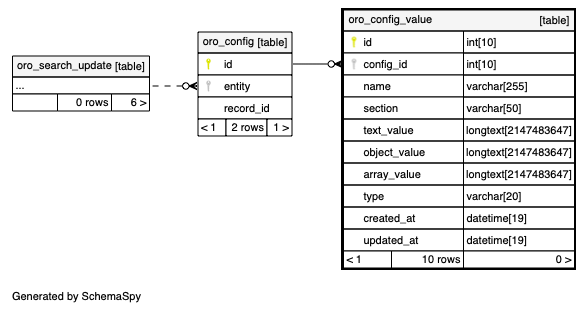 oro_search_update [table]
...
0 rows 6 >
oro_config [table]
id
entity
record_id
< 1 2 rows 1 >
oro_config_value [table]
id int[10]
config_id int[10]
name varchar[255]
section varchar[50]
text_value longtext[2147483647]
object_value longtext[2147483647]
array_value longtext[2147483647]
type varchar[20]
created_at datetime[19]
updated_at datetime[19]
< 1 10 rows 0 >
Generated by SchemaSpy